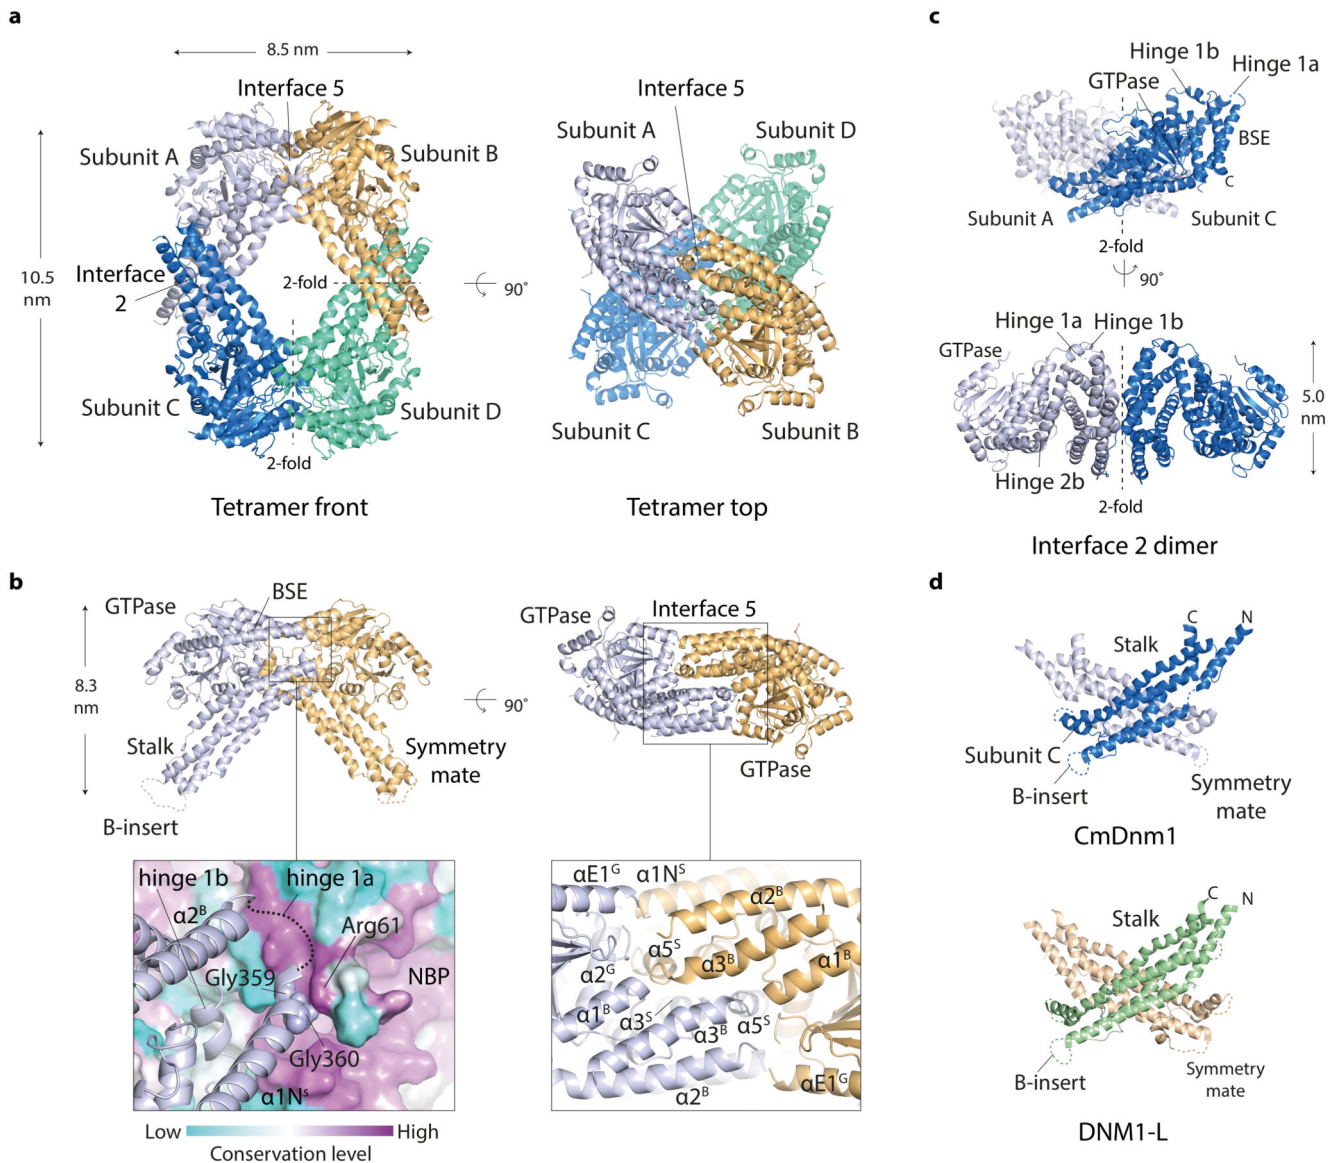 a
8.5 nm
Interface 5
Subunit A
Subunit B
10.5
nm
Interface
2
2-fold
Subunit C
Subunit D
2-fold
Tetramer front
90°
Interface 5
Subunit A
Subunit D
Subunit C
Subunit B
Tetramer top
c
Hinge 1b
Hinge 1a
GTPase
BSE
C
Subunit A
Subunit C
2-fold
90°
Hinge 1a
Hinge 1b
GTPase
5.0
nm
Hinge 2b
2-fold
Interface 2 dimer
b
BSE
GTPase
8.3
nm
Stalk
Symmetry
mate
B-insert
90°
Interface 5
GTPase
GTPase
hinge 1b
hinge 1a
α2ᴮ
Arg61
Gly359
NBP
Gly360
α1Nˢ
Low
High
Conservation level
αE1ᴳ
α1Nˢ
α2ᴮ
α5ˢ
α3ᴮ
α1ᴮ
α2ᴳ
α1ᴮ
α3ˢ
α3ᴮ
α5ˢ
α2ᴮ
αE1ᴳ
d
C
N
Stalk
Subunit C
B-insert
Symmetry
mate
CmDnm1
C
N
Stalk
B-insert
Symmetry
mate
DNM1-L